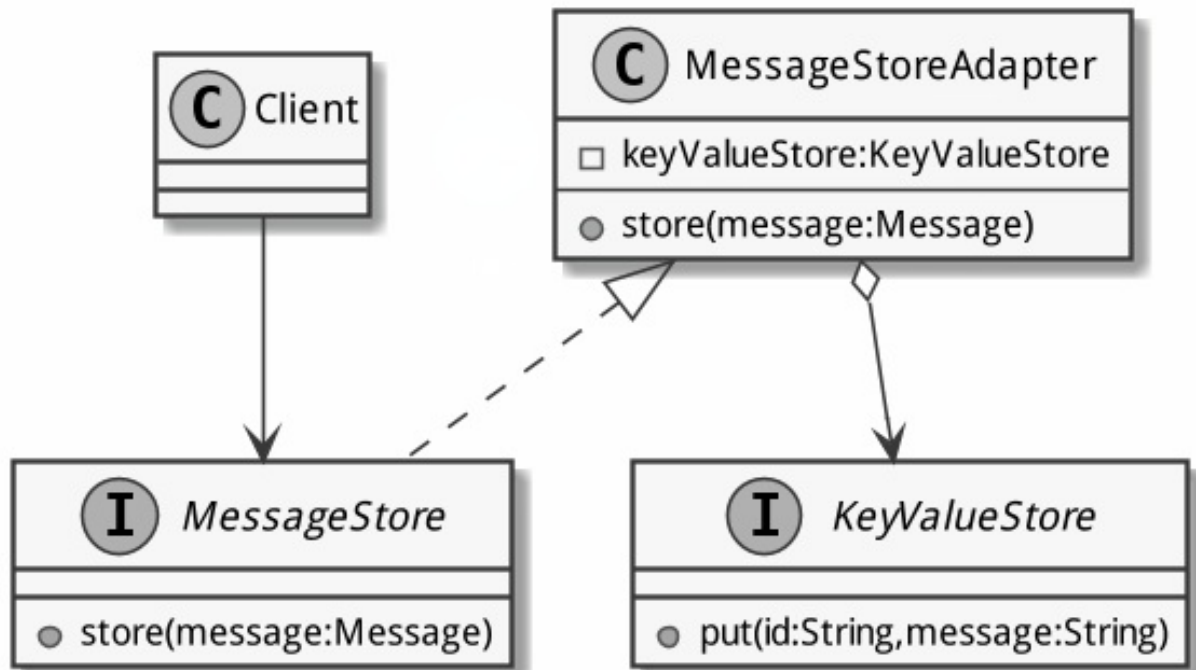 C Client
C MessageStoreAdapter
keyValueStore:KeyValueStore
store(message:Message)
I MessageStore
store(message:Message)
I KeyValueStore
put(id:String,message:String)